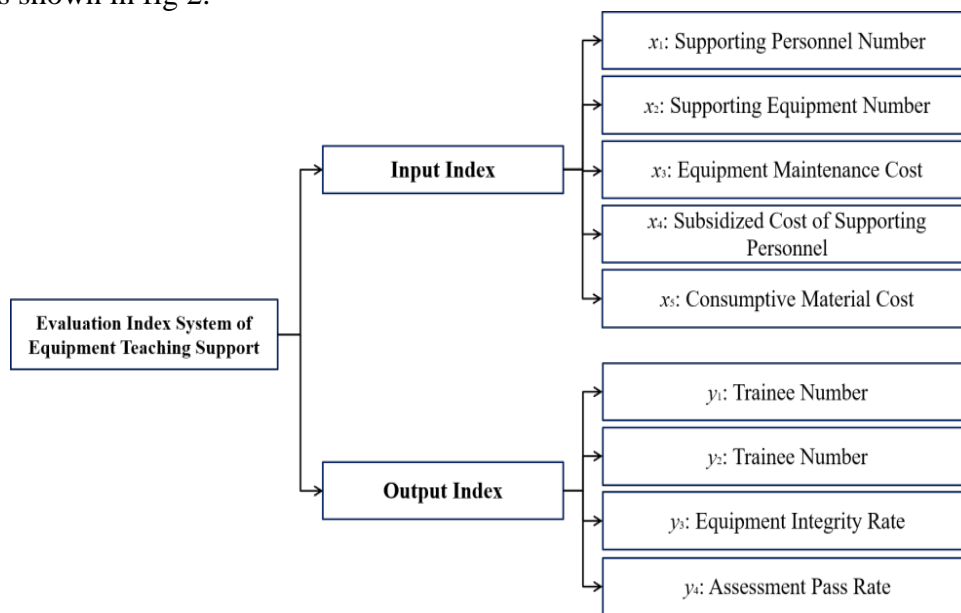 s shown in fig 2.
x1: Supporting Personnel Number
x2: Supporting Equipment Number
Input Index
x3: Equipment Maintenance Cost
x4: Subsidized Cost of Supporting
Personnel
x5: Consumptive Material Cost
Evaluation Index System of
Equipment Teaching Support
y1: Trainee Number
y2: Trainee Number
Output Index
y3: Equipment Integrity Rate
y4: Assessment Pass Rate